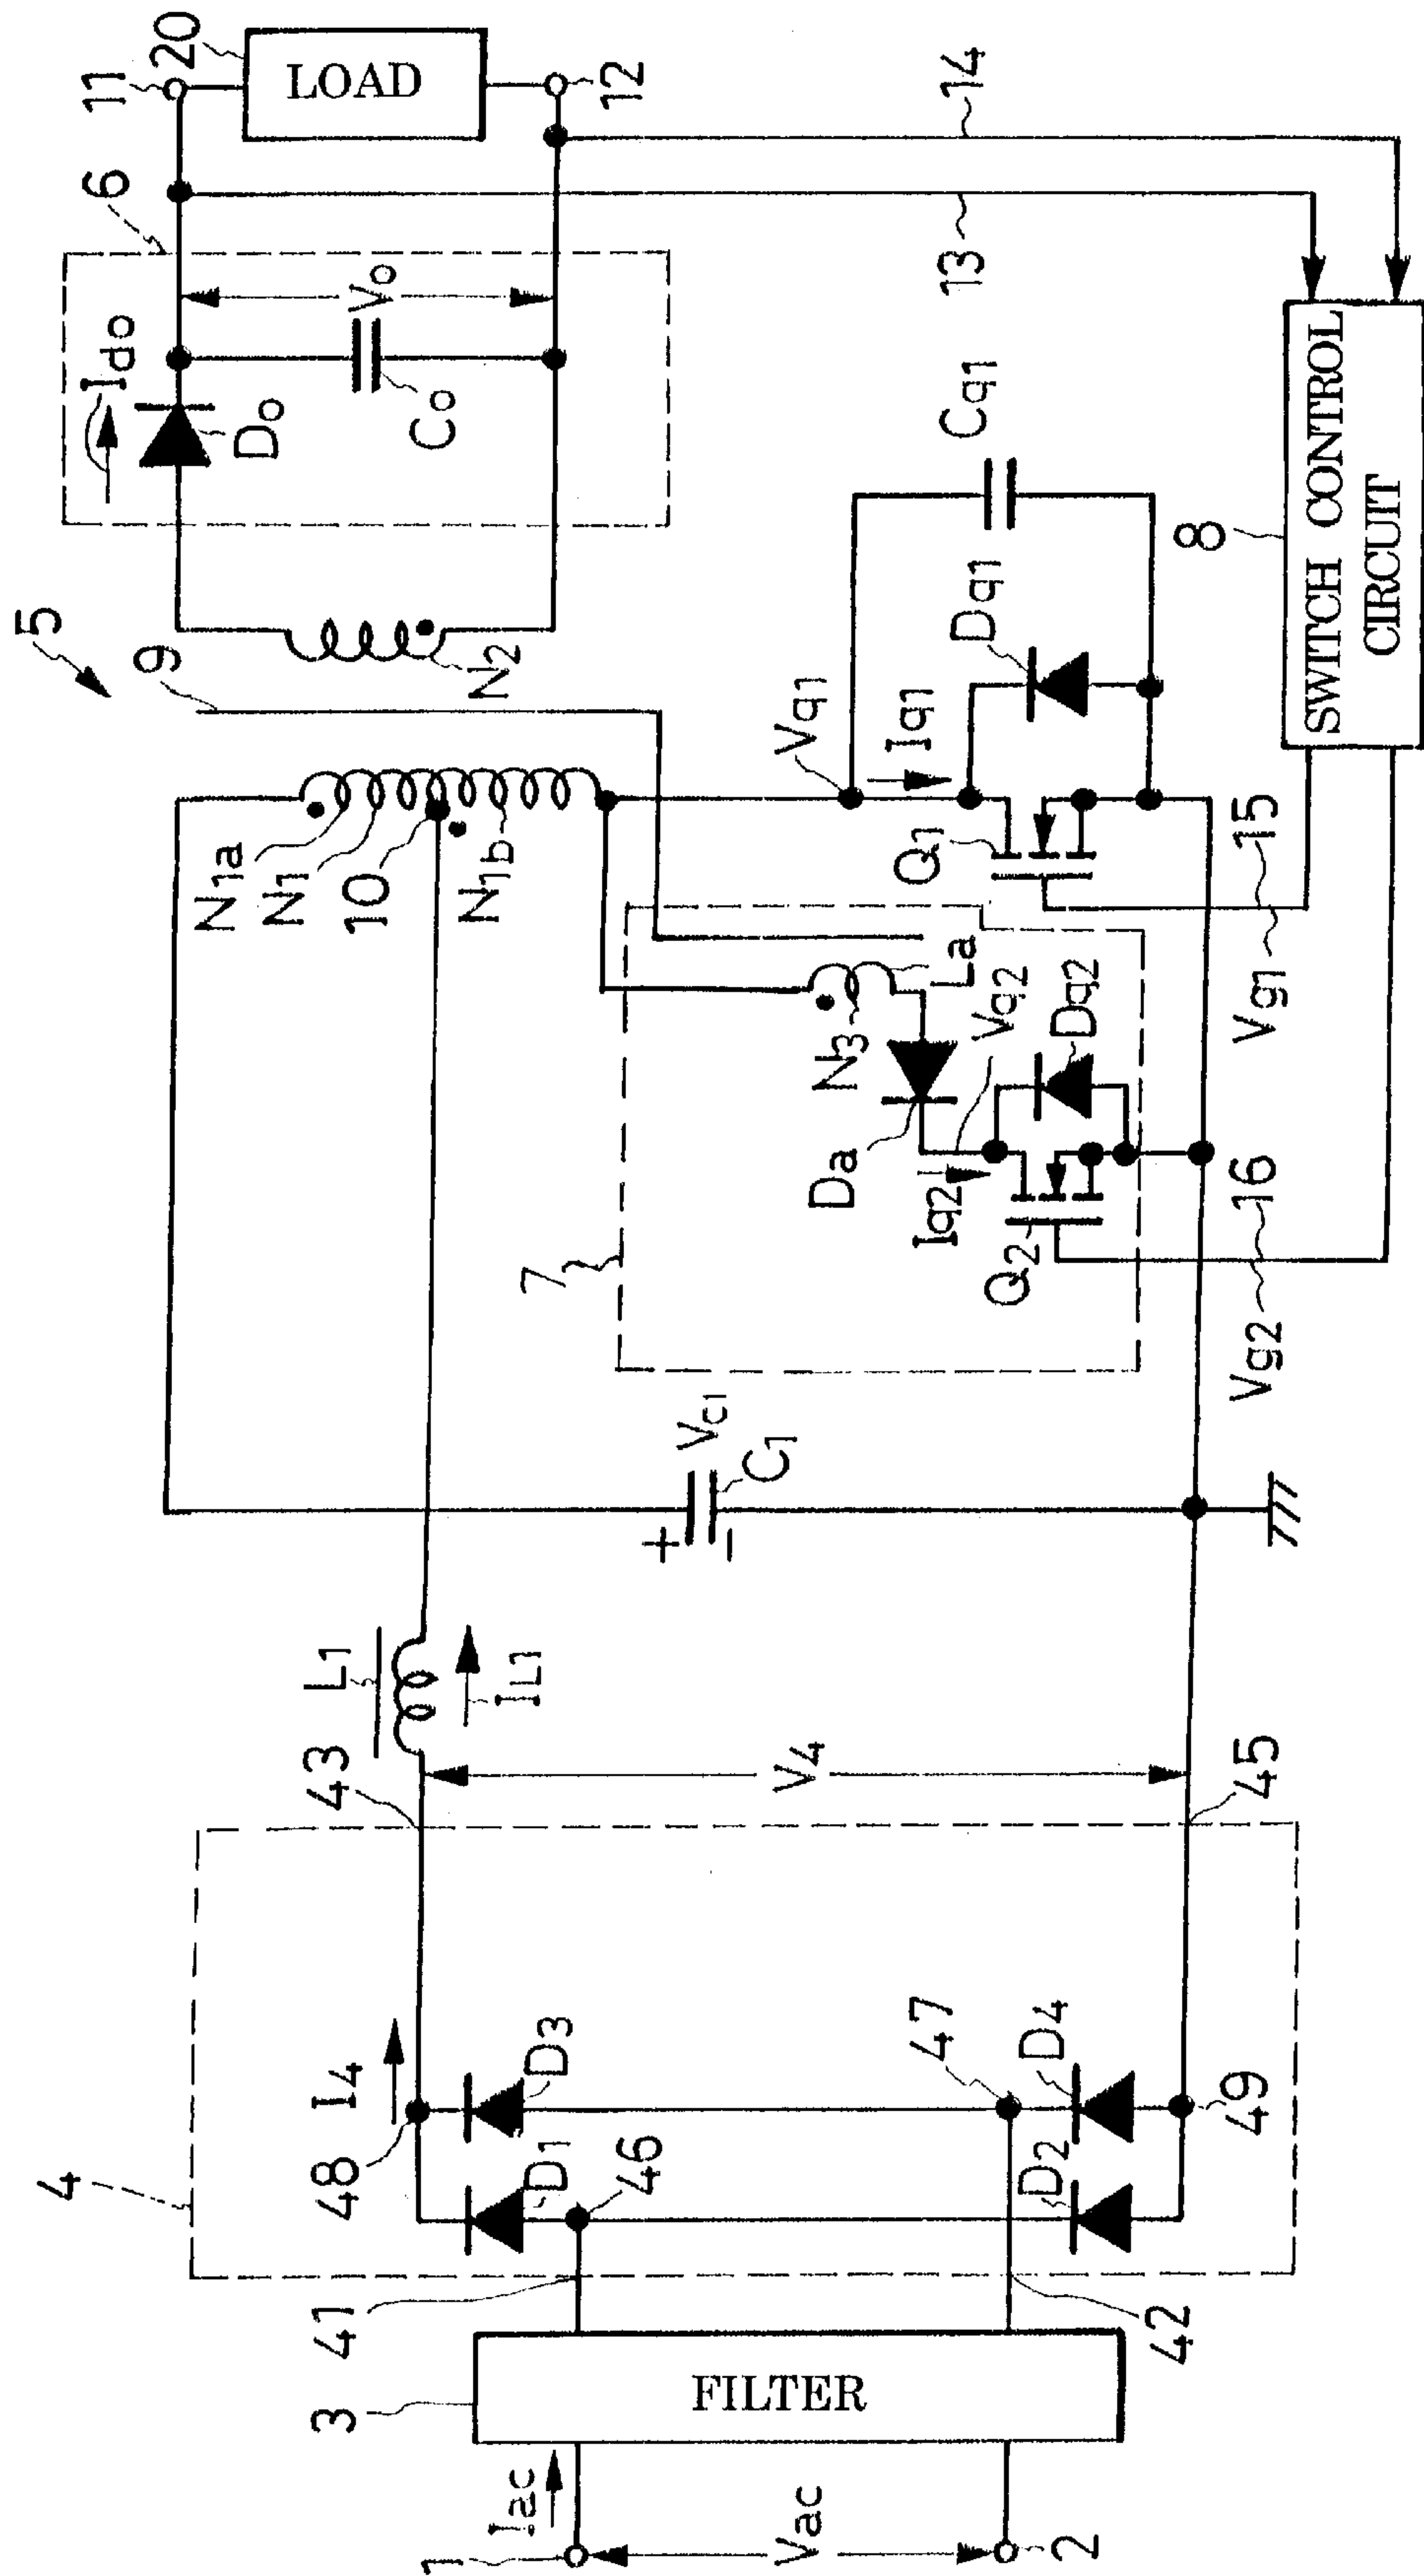 5
9
6
11
20
LOAD
12
14
13
Ido
Do
Vo
Co
N2
N1a
N1
10
N1b
Vq1
Iq1
Dq1
Cq1
Q1
7
La
N3
Da
Vq2
Iq2
Dq2
Q2
15
Vg1
16
Vg2
8
SWITCH CONTROL
CIRCUIT
+
Vc1
C1
-
L1
IL1
43
V4
45
4
I4
48
D3
D1
46
47
D4
D2
49
41
42
3
FILTER
Iac
1
Vac
2